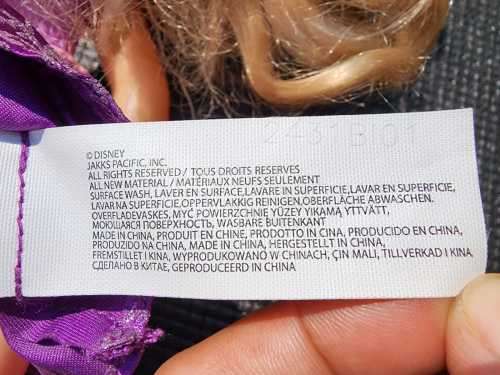 2431BI01
© DISNEY
JAKKS PACIFIC, INC.
ALL RIGHTS RESERVED / TOUS DROITS RESERVES
ALL NEW MATERIAL / MATÉRIAUX NEUFS SEULEMENT
SURFACE WASH, LAVER EN SURFACE, LAVARE IN SUPERFICIE, LAVAR EN SUPERFICIE,
LAVAR NA SUPERFICIE, OPPERVLAKKIG REINIGEN, OBERFLÄCHE ABWASCHEN.
OVERFLADEVASKES, MYĆ POWIERZCHNIĘ YÜZEY YIKAMĄ YTTVÄTT,
МОЮЩАЯСЯ ПОВЕРХНОСТЬ, WASBARE BUITENKANT
MADE IN CHINA, PRODUIT EN CHINE, PRODOTTO IN CINA, PRODUCIDO EN CHINA,
PRODUZIDO NA CHINA, MADE IN CHINA, HERGESTELLT IN CHINA,
FREMSTILLET I KINA, WYPRODUKOWANO W CHINACH, ÇIN MALI, TILLVERKAD I KINA,
СДЕЛАНО В КИТАЕ, GEPRODUCEERD IN CHINA